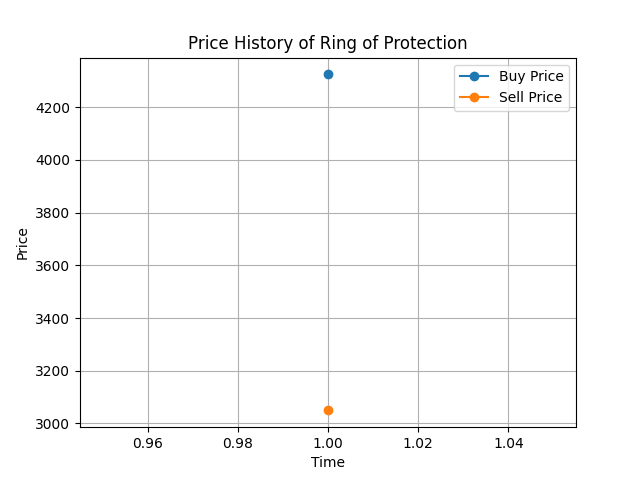 Price History of Ring of Protection
Buy Price
Sell Price
4200
4000
3800
3600
3400
3200
3000
Price
0.96 0.98 1.00 1.02 1.04
Time